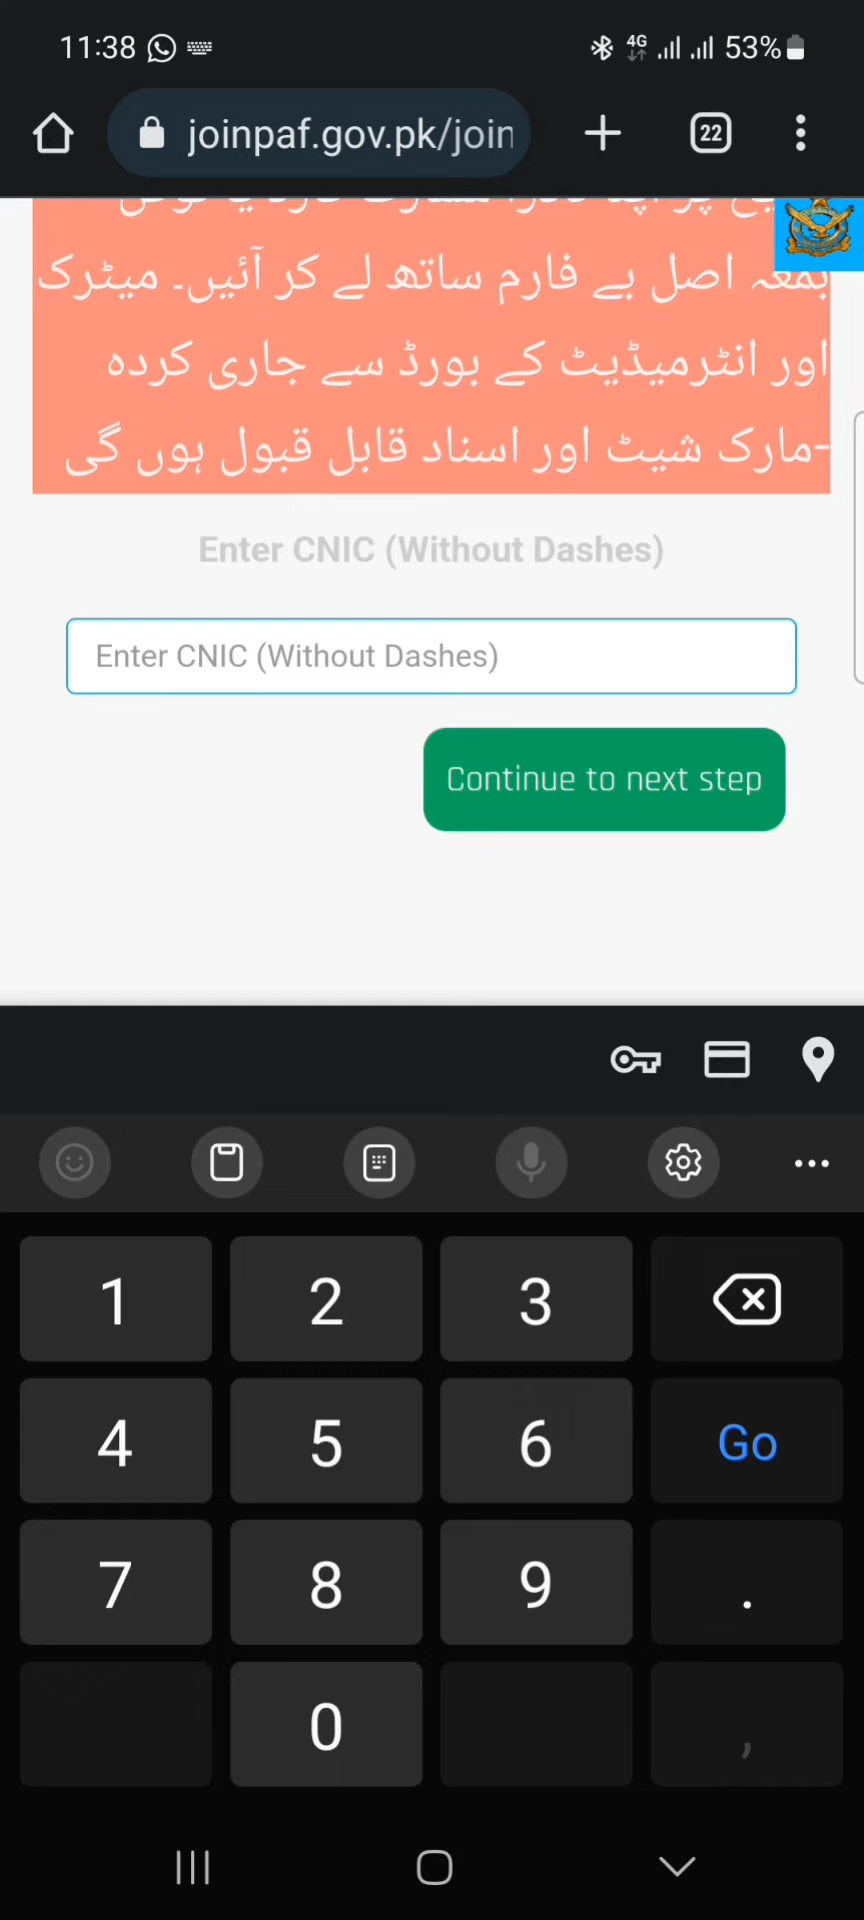 11:38
4G 53%
joinpaf.gov.pk/join
22
بمعہ اصل بے فارم ساتھ لے کر آئیں۔ میٹرک
اور انٹرمیڈیٹ کے بورڈ سے جاری کردہ
-مارک شیٹ اور اسناد قابل قبول ہوں گی
Enter CNIC (Without Dashes)
Enter CNIC (Without Dashes)
Continue to next step
1 2 3
4 5 6 Go
7 8 9 .
0 ,